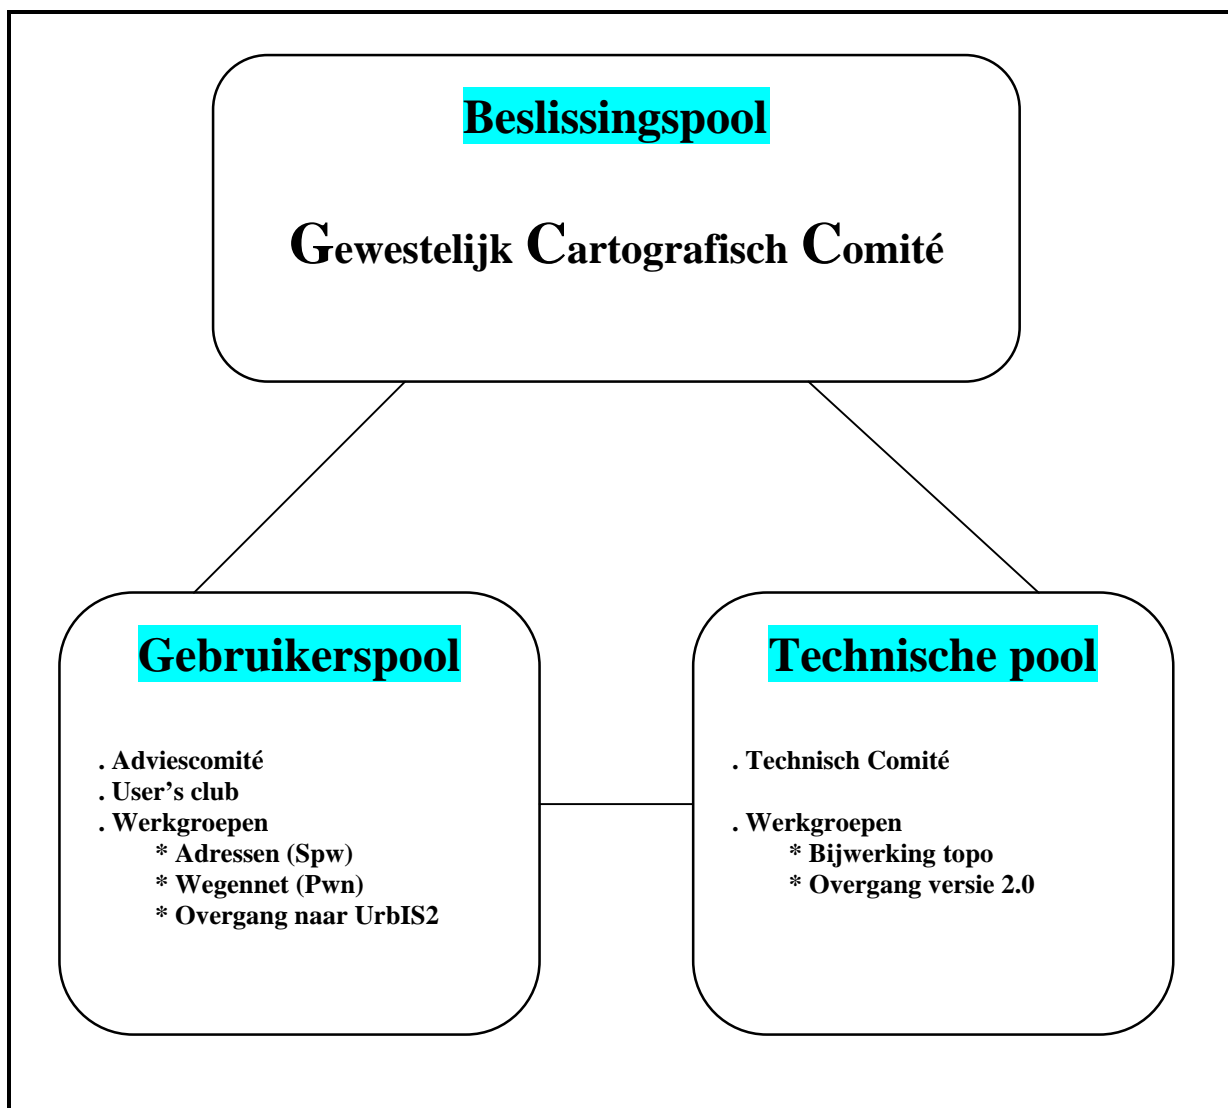 Beslissingspool
Gewestelijk Cartografisch Comité
Gebruikerspool
. Adviescomité
. User's club
. Werkgroepen
* Adressen (Spw)
* Wegennet (Pwn)
* Overgang naar UrbIS2
Technische pool
. Technisch Comité
. Werkgroepen
* Bijwerking topo
* Overgang versie 2.0